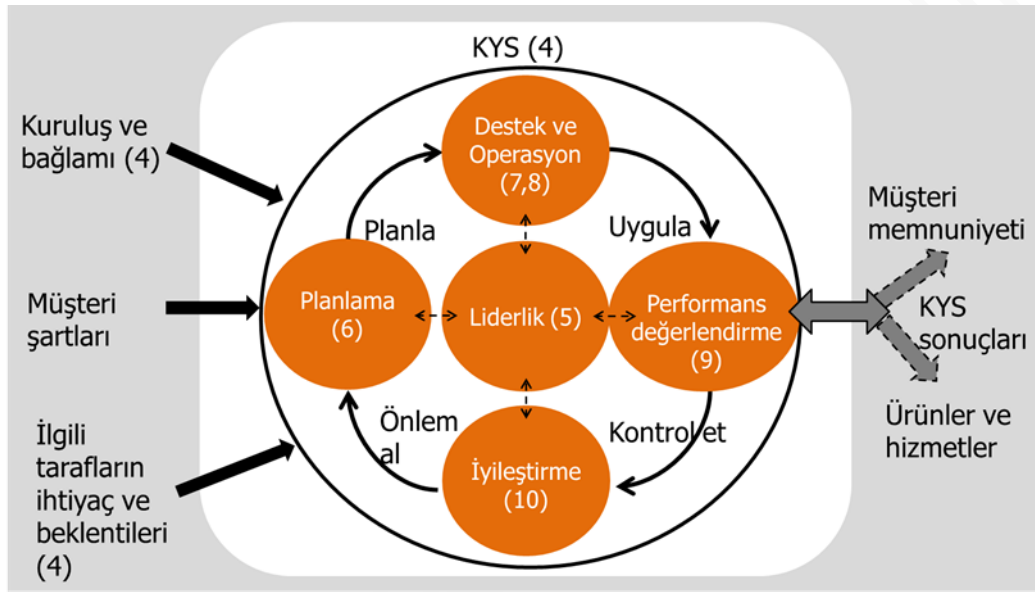 KYS (4)
Kuruluş ve
bağlamı (4)
Müşteri
şartları
İlgili
tarafların
ihtiyaç ve
beklentileri
(4)
Destek ve
Operasyon
(7,8)
Planla
Uygula
Planlama
(6)
Liderlik (5)
Performans
değerlendirme
(9)
Önlem
al
Kontrol et
İyileştirme
(10)
Müşteri
memnuniyeti
KYS
sonuçları
Ürünler ve
hizmetler